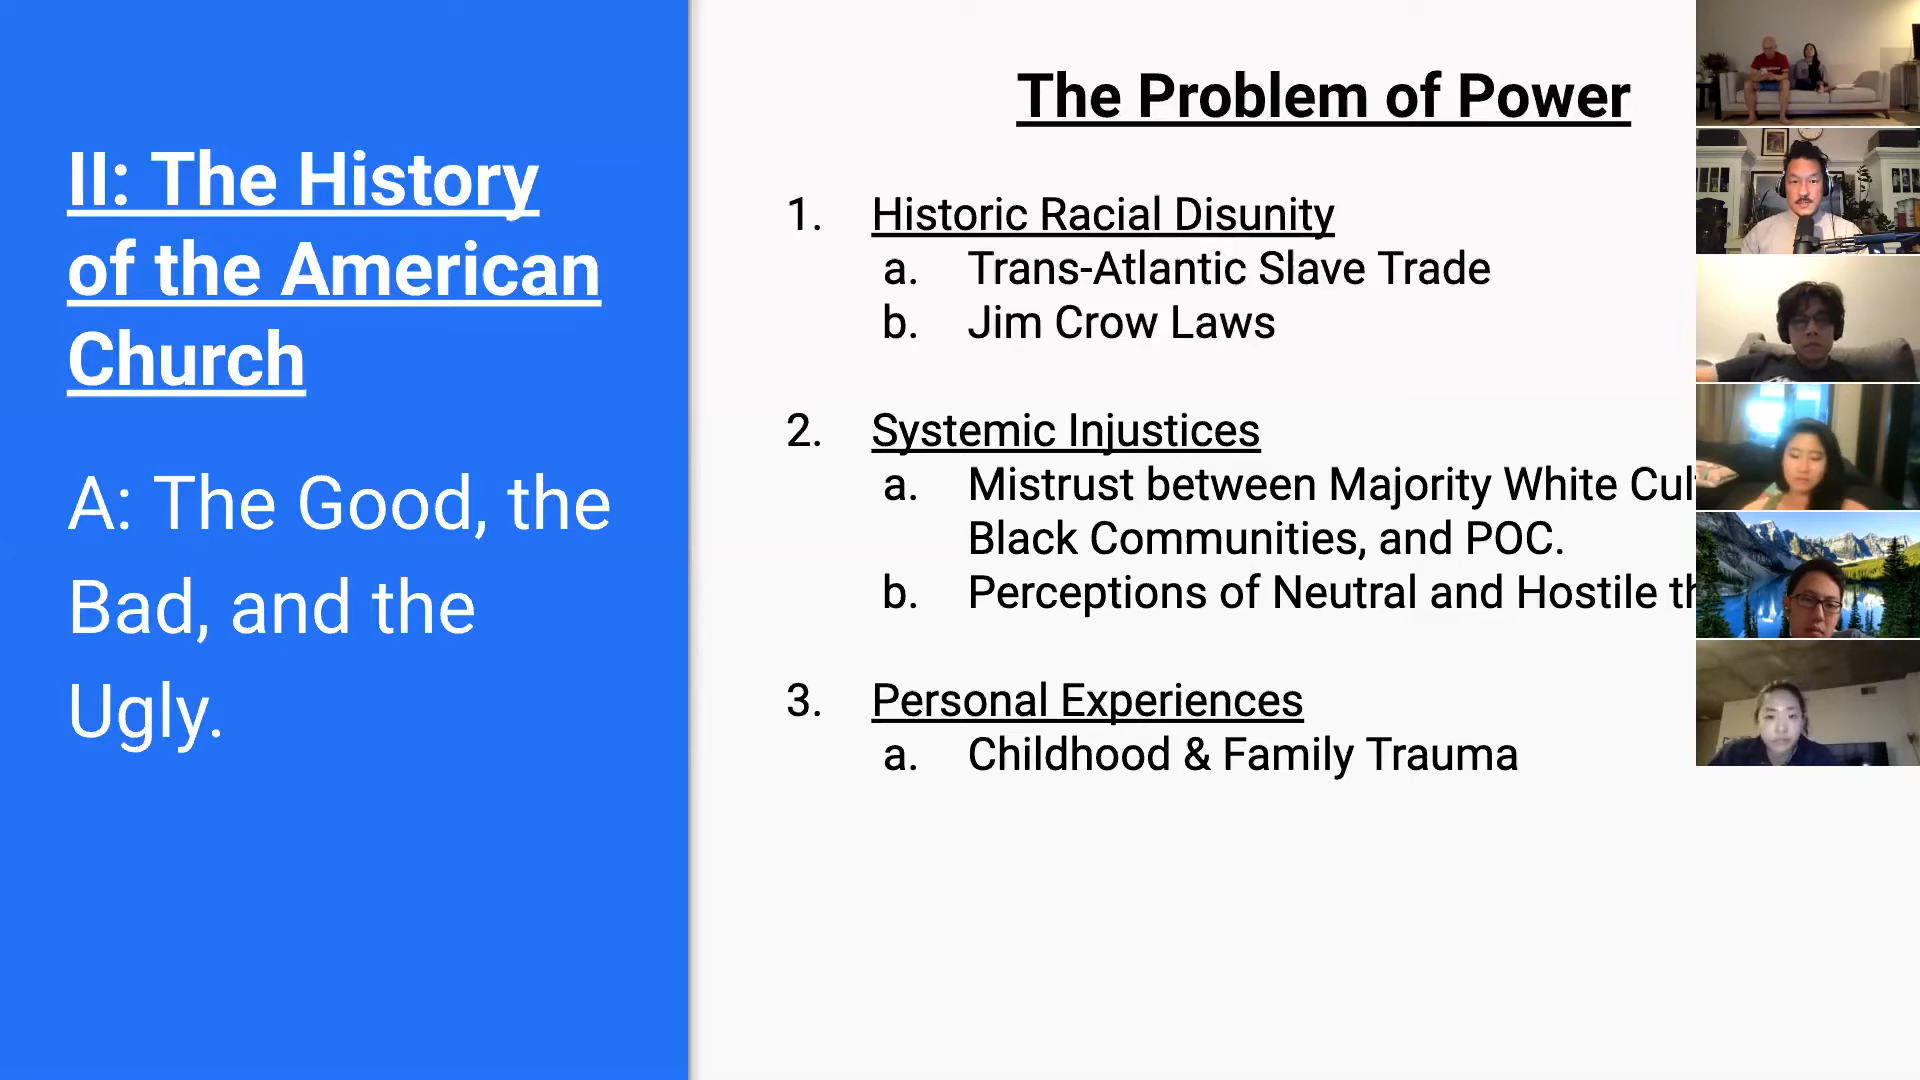 II: The History
of the American
Church
A: The Good, the
Bad, and the
Ugly.
The Problem of Power
1. Historic Racial Disunity
a. Trans-Atlantic Slave Trade
b. Jim Crow Laws
2. Systemic Injustices
a. Mistrust between Majority White
Black Communities, and POC.
b. Perceptions of Neutral and Hostile
3. Personal Experiences
a. Childhood & Family Trauma